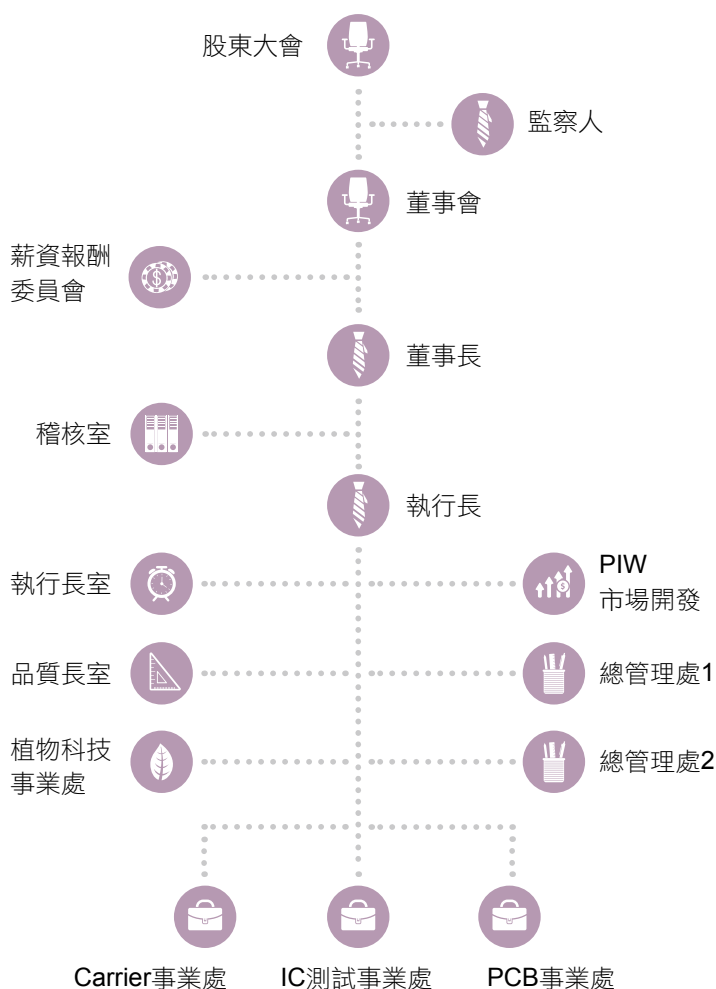 股東大會
監察人
董事會
薪資報酬
委員會
董事長
稽核室
執行長
執行長室
PIW
市場開發
品質長室
總管理處1
植物科技
事業處
總管理處2
Carrier事業處
IC測試事業處
PCB事業處